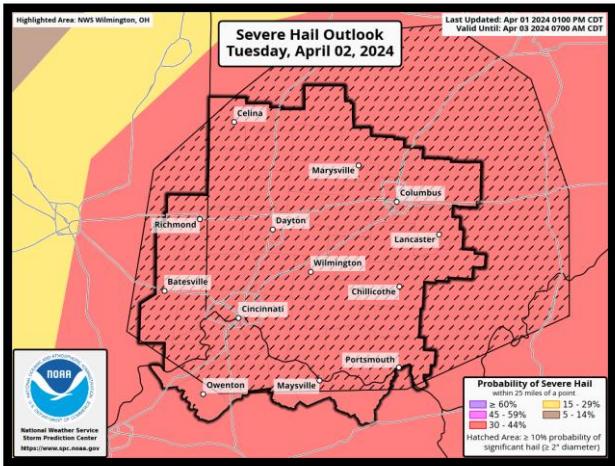 Highlighted Area: NWS Wilmington, OH
Severe Hail Outlook
Tuesday, April 02, 2024
Last Updated: Apr 01 2024 0100 PM CDT
Valid Until: Apr 03 2024 0700 AM CDT
Celina
Marysville
Columbus
Richmond
Dayton
Lancaster
Wilmington
Batesville
Chillicothe
Cincinnati
Portsmouth
Owenton
Maysville
NOAA
National Weather Service
Storm Prediction Center
https://www.spc.noaa.gov
Probability of Severe Hail
within 25 miles of a point
≥ 60%
15 - 29%
45 - 59%
5 - 14%
30 - 44%
Hatched Area: ≥ 10% probability of
significant hail (≥ 2" diameter)